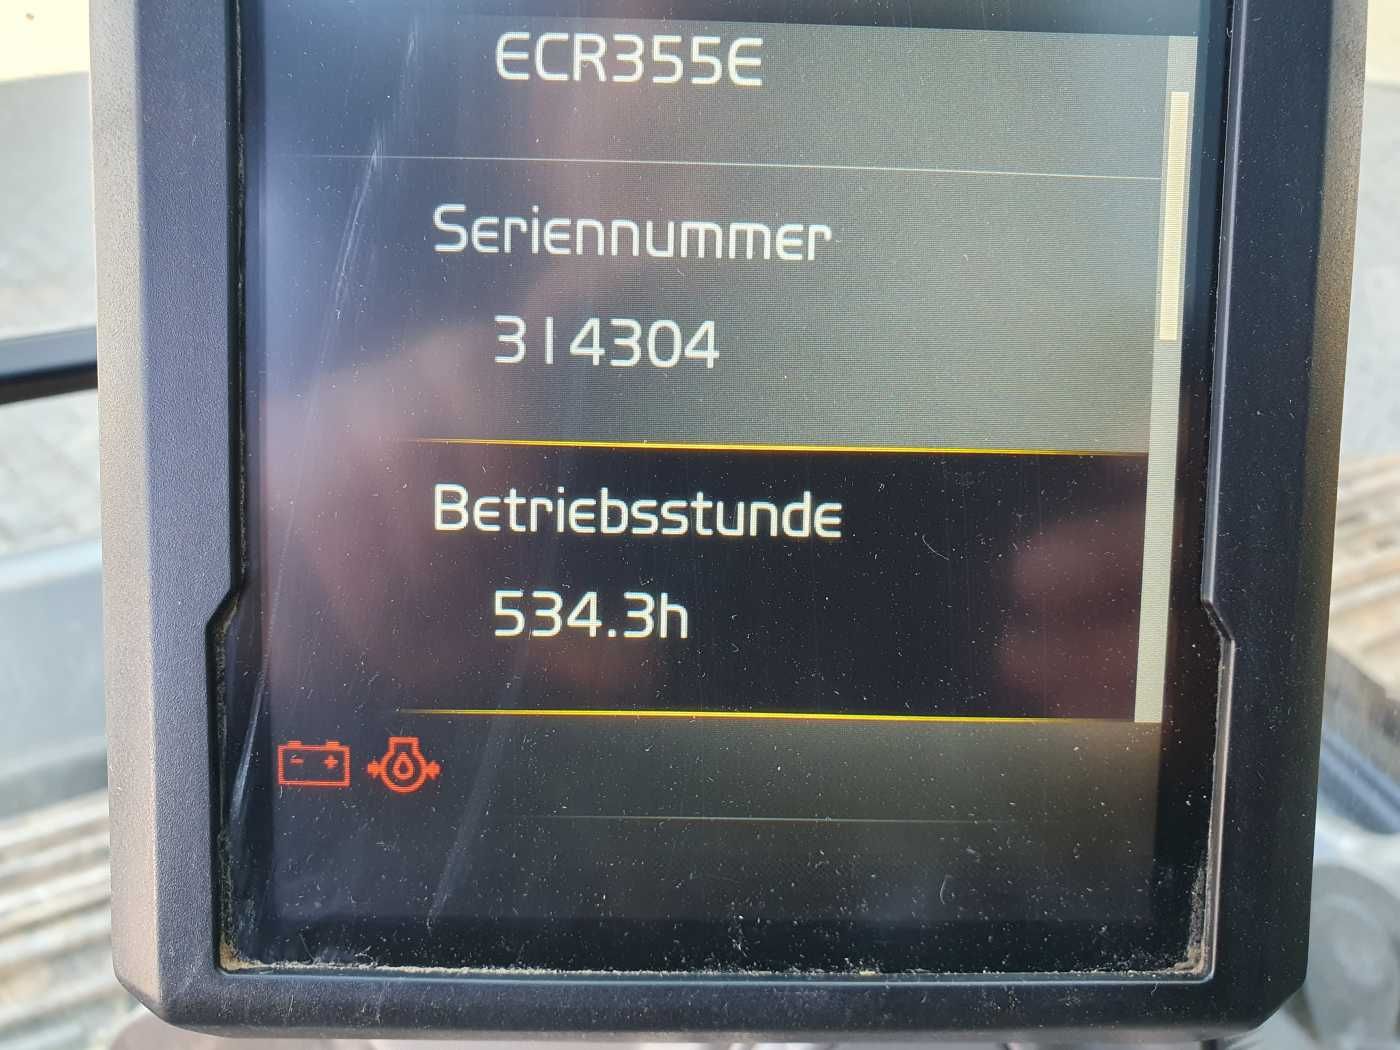 ECR355E
Seriennummer
314304
Betriebsstunde
534.3h